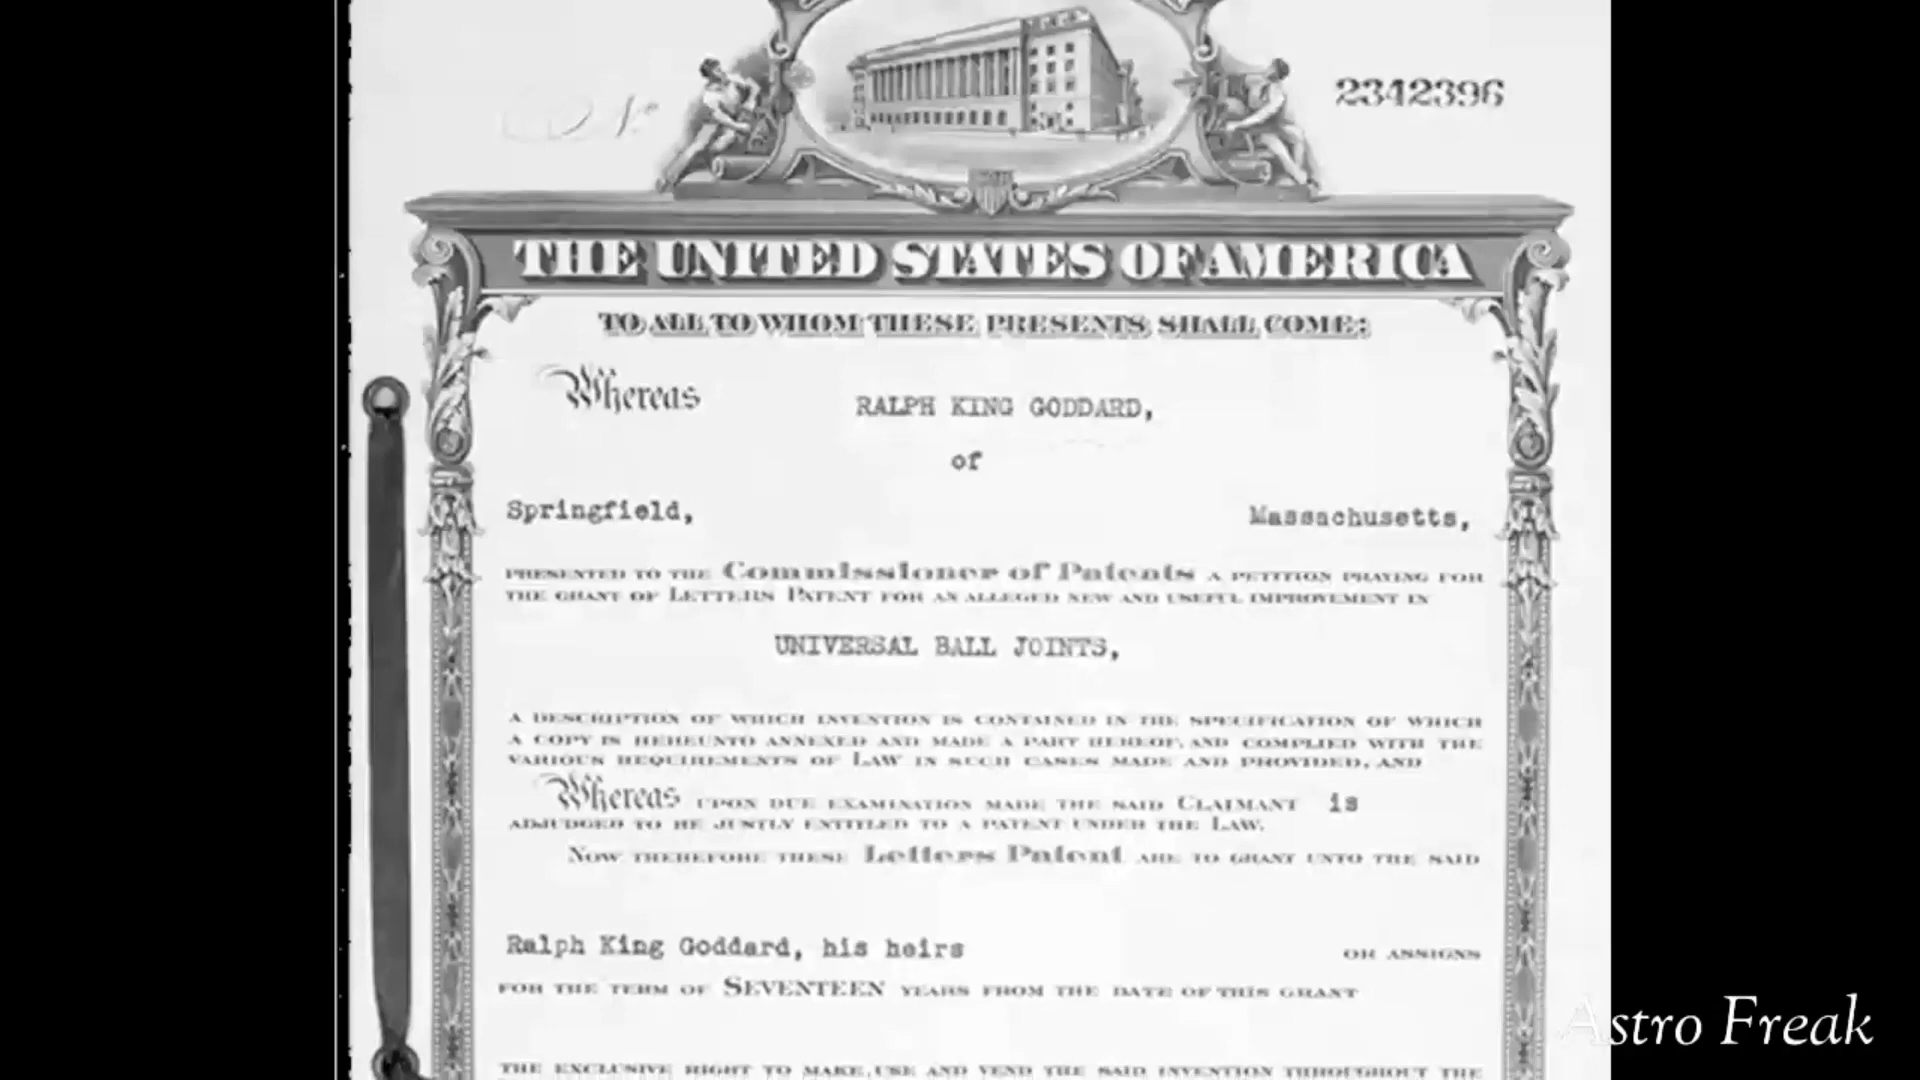 No
2342396
THE UNITED STATES OF AMERICA
TO ALL TO WHOM THESE PRESENTS SHALL COME:
Whereas RALPH KING GODDARD,
of
Springfield, Massachusetts,
PRESENTED TO THE Commissioner of Patents A PETITION PRAYING FOR
THE GRANT OF LETTERS PATENT FOR AN ALLEGED NEW AND USEFUL IMPROVEMENT IN
UNIVERSAL BALL JOINTS,
A DESCRIPTION OF WHICH INVENTION IS CONTAINED IN THE SPECIFICATION OF WHICH
A COPY IS HEREUNTO ANNEXED AND MADE A PART HEREOF, AND COMPLIED WITH THE
VARIOUS REQUIREMENTS OF LAW IN SUCH CASES MADE AND PROVIDED, AND
Whereas UPON DUE EXAMINATION MADE THE SAID CLAIMANT is
ADJUDGED TO BE JUSTLY ENTITLED TO A PATENT UNDER THE LAW.
NOW THEREFORE THESE Letters Patent ARE TO GRANT UNTO THE SAID
Ralph King Goddard, his heirs OR ASSIGNS
FOR THE TERM OF SEVENTEEN YEARS FROM THE DATE OF THIS GRANT
THE EXCLUSIVE RIGHT TO MAKE, USE AND VEND THE SAID INVENTION THROUGHOUT THE
Astro Freak